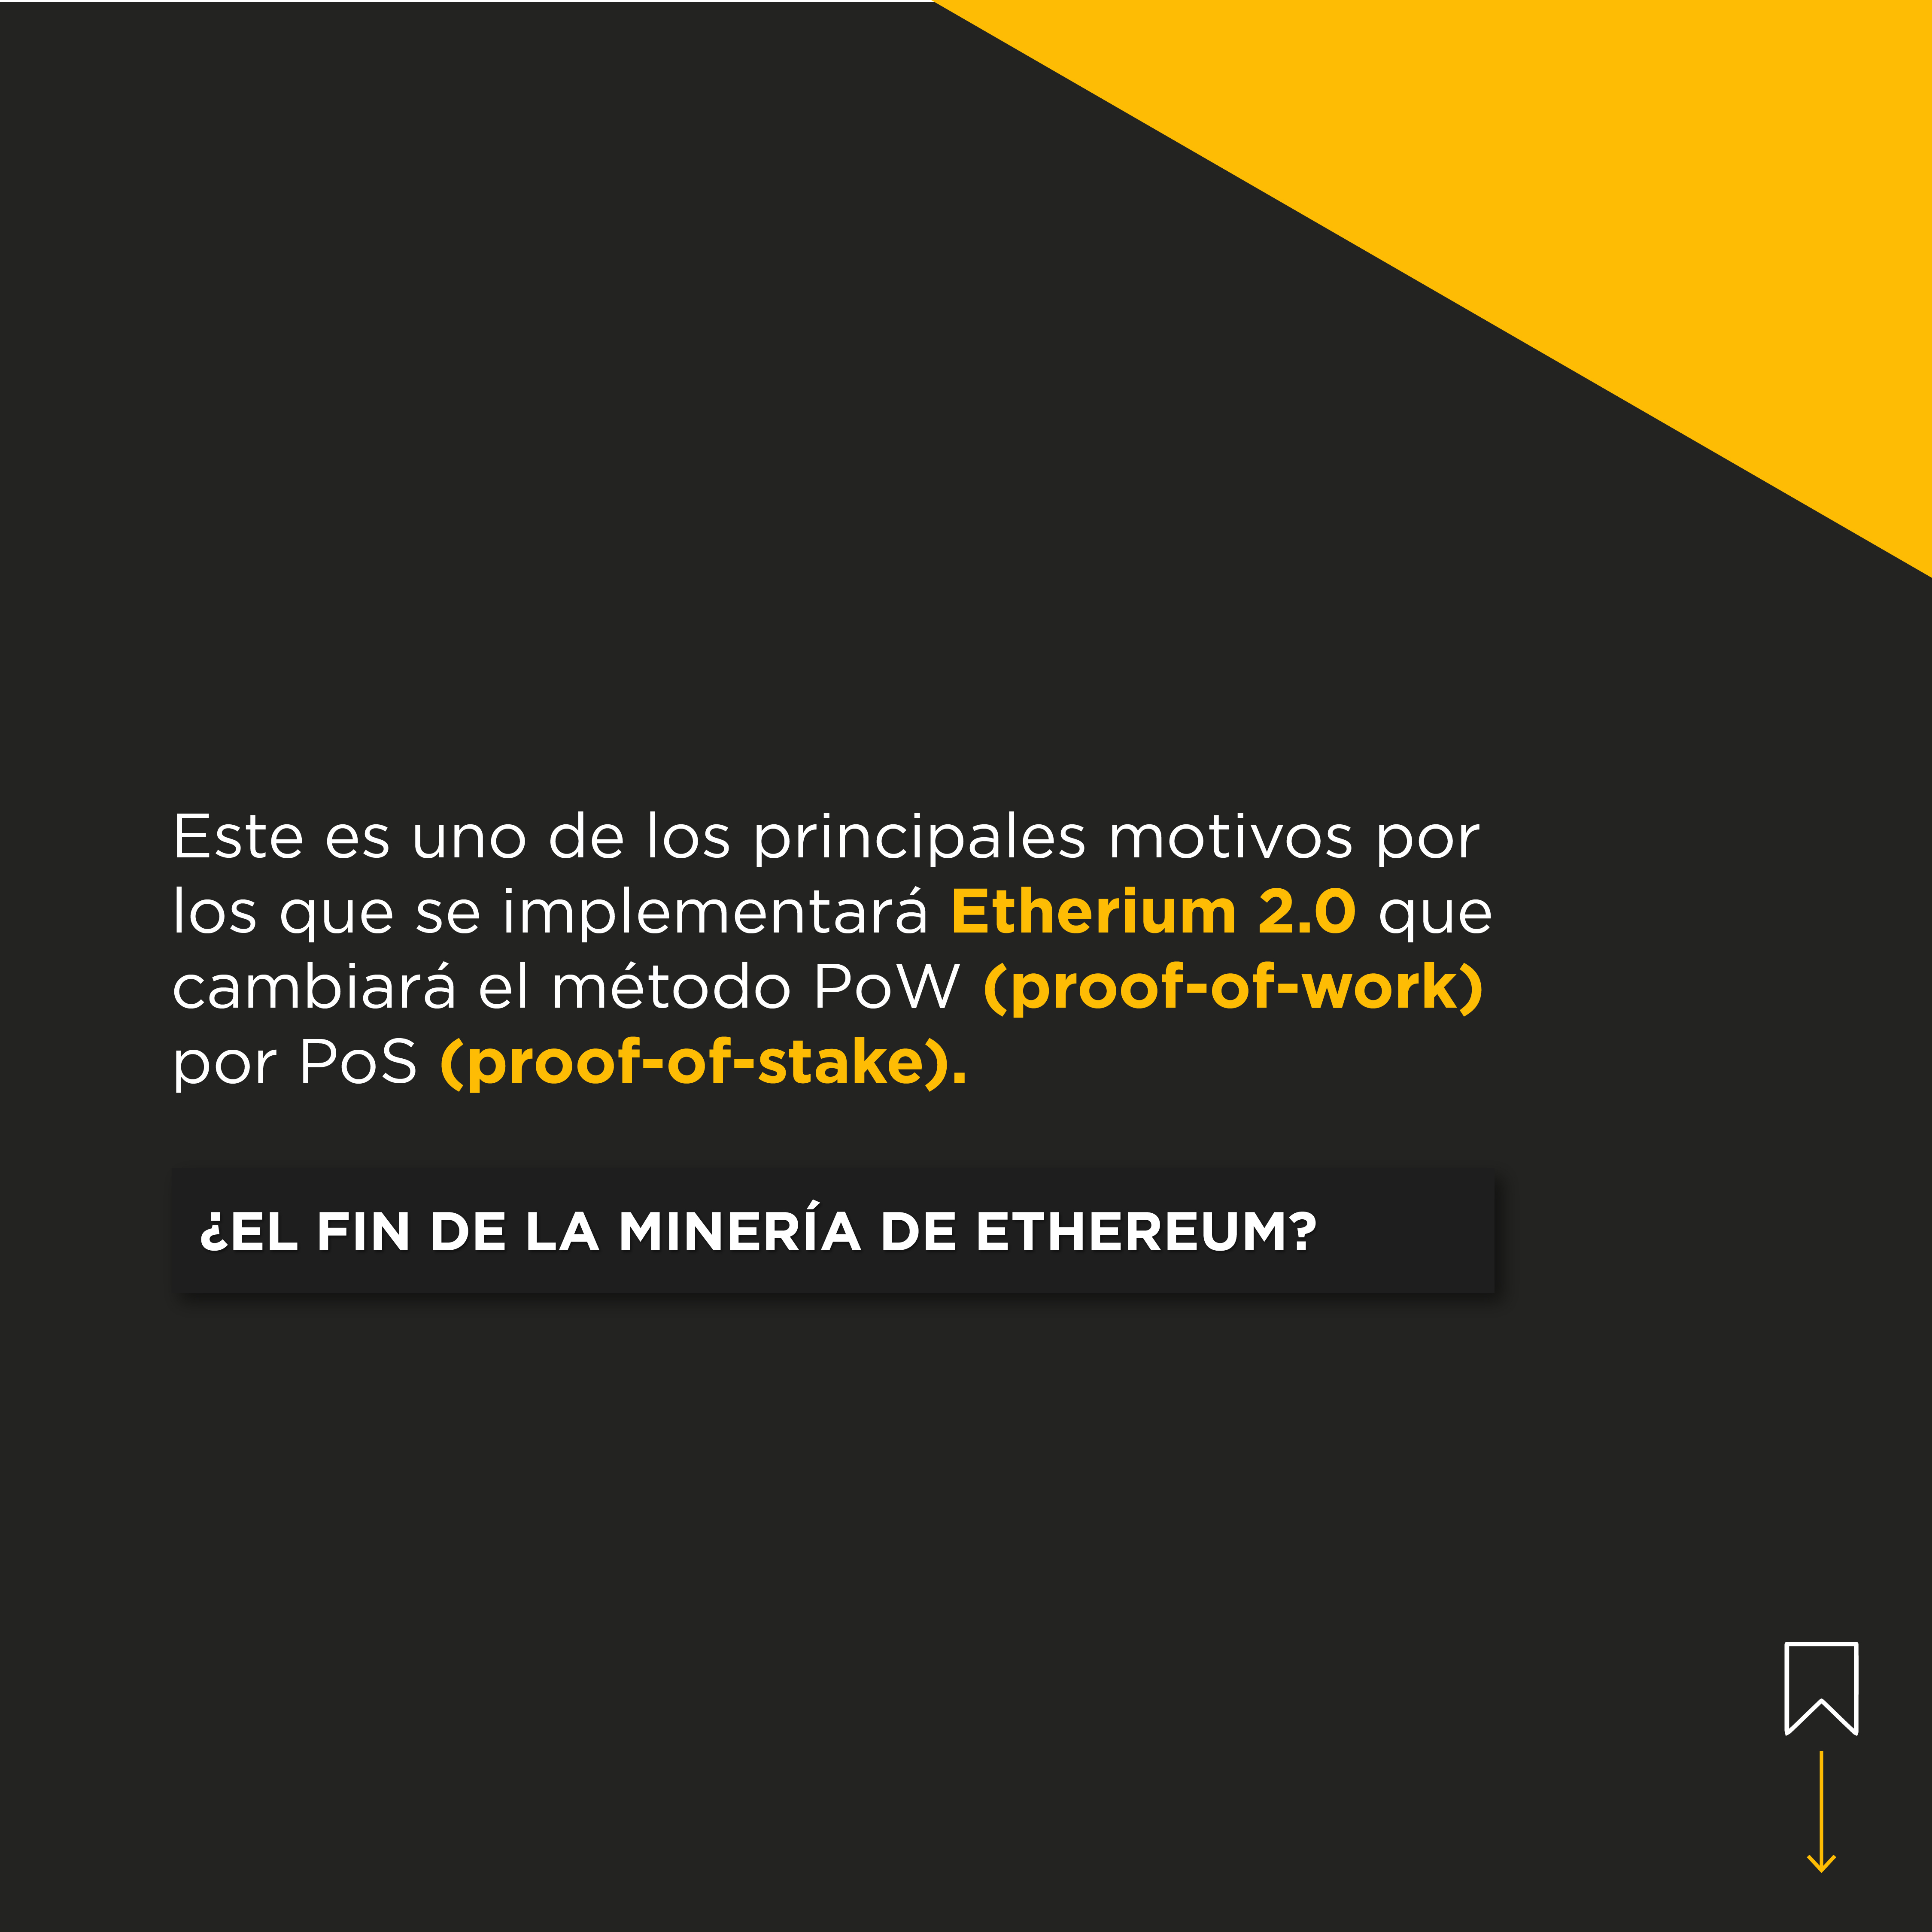 Este es uno de los principales motivos por
los que se implementará Etherium 2.0 que
cambiará el método PoW (proof-of-work)
por PoS (proof-of-stake).
¿EL FIN DE LA MINERÍA DE ETHEREUM?